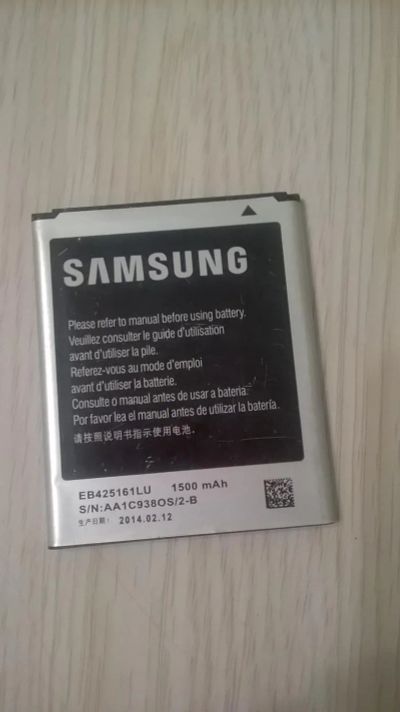 SAMSUNG
Please refer to manual before using battery.
Veuillez consulter le guide d'utilisation
avant d'utiliser la pile.
Referez-vous au mode d'emploi
avant d'utiliser la batterie.
Consulte o manual antes de usar a bateria.
Por favor lea el manual antes de utilizar la batería.
请按照说明书指示使用电池。
EB425161LU 1500 mAh
S/N:AA1C938OS/2-B
生产日期： 2014.02.12